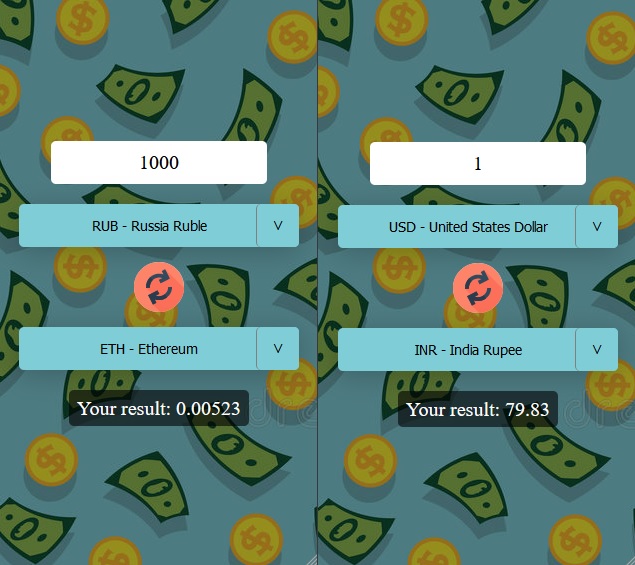 1000
RUB - Russia Ruble
V
ETH - Ethereum
V
Your result: 0.00523
1
USD - United States Dollar
V
INR - India Rupee
V
Your result: 79.83